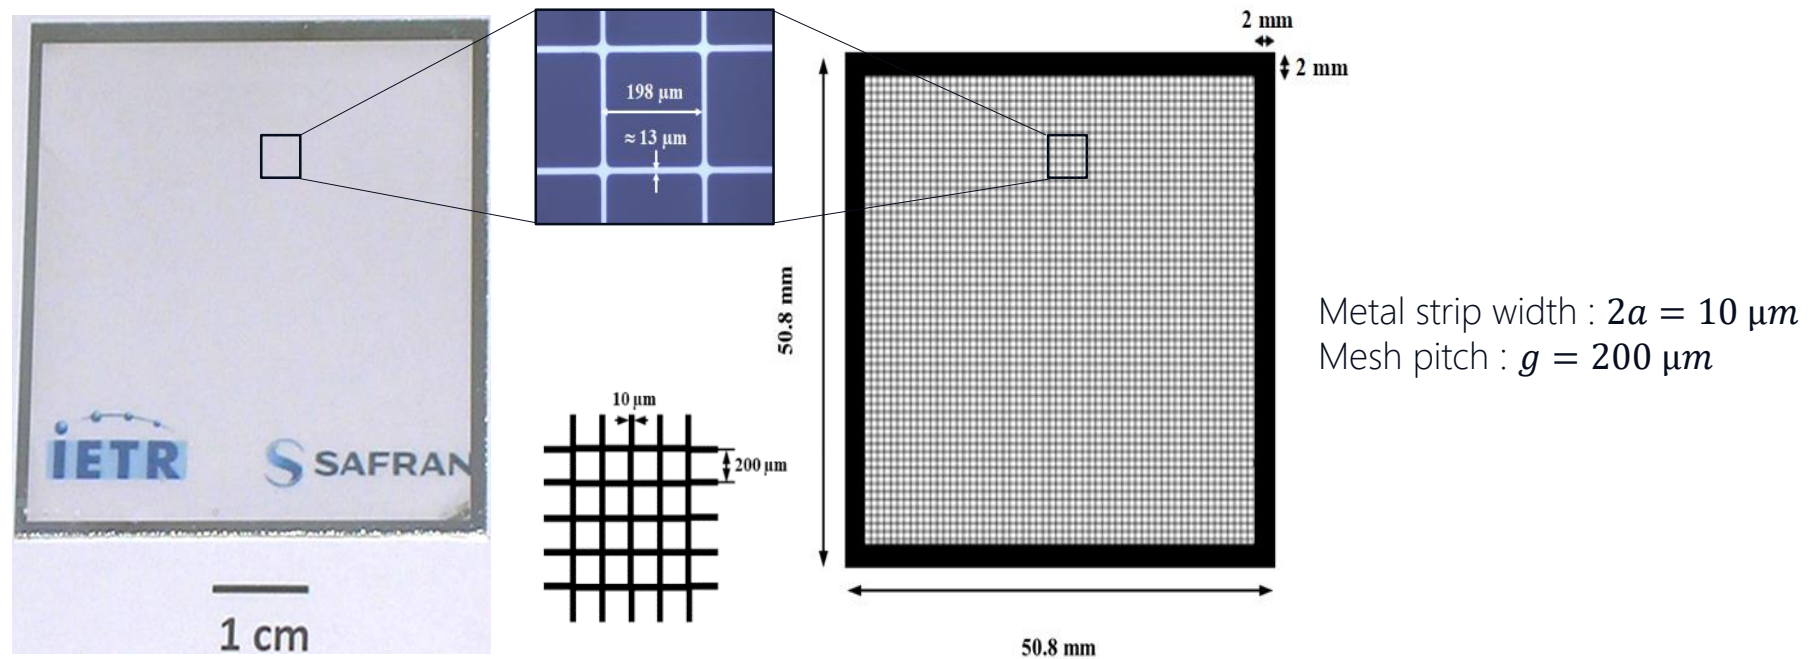 198 µm
≈ 13 µm
iETR
SAFRAN
1 cm
10 µm
200 µm
2 mm
2 mm
50.8 mm
50.8 mm
Metal strip width : 2a = 10 µm
Mesh pitch : g = 200 µm